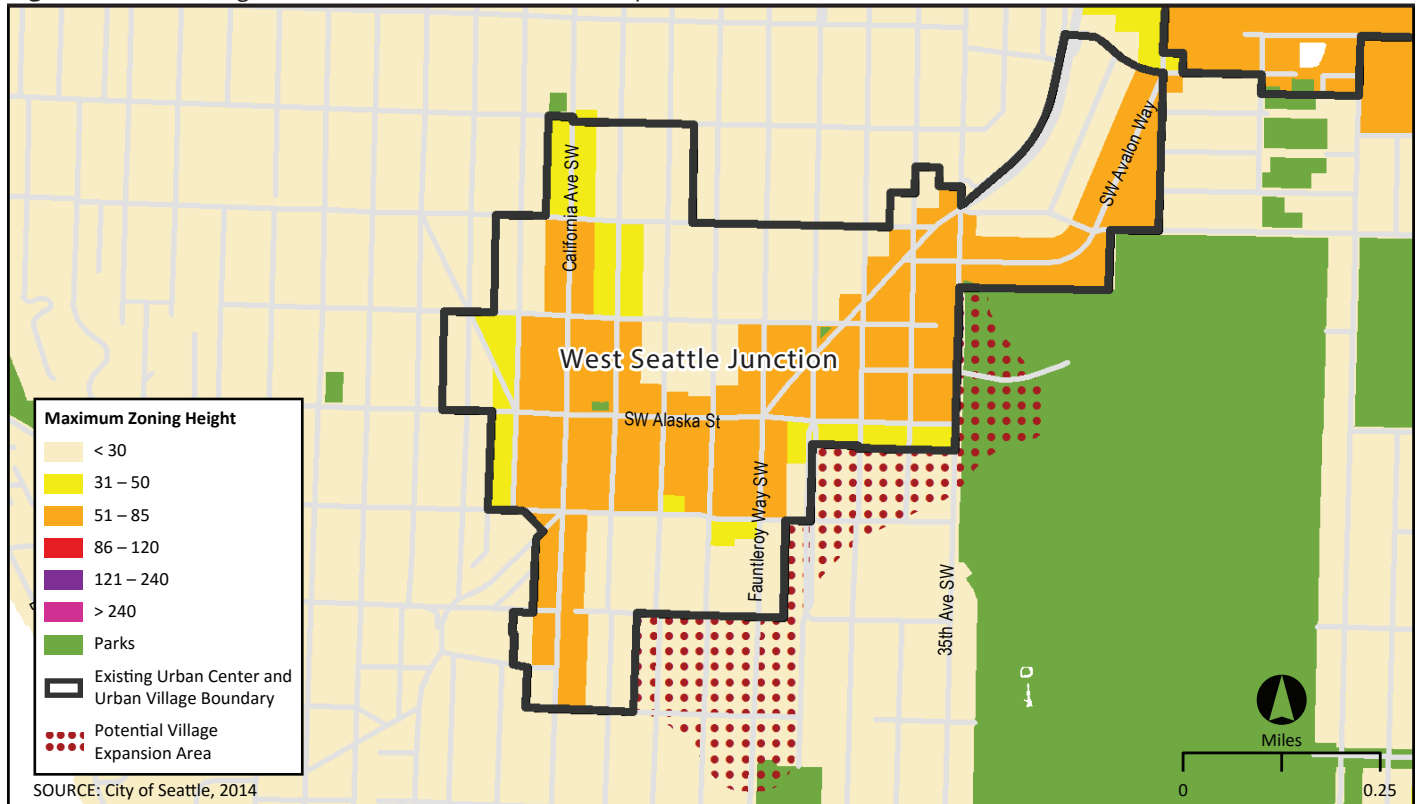 California Ave SW
SW Avalon Way
West Seattle Junction
SW Alaska St
Fauntleroy Way SW
35th Ave SW
Maximum Zoning Height
< 30
31 – 50
51 – 85
86 – 120
121 – 240
> 240
Parks
Existing Urban Center and
Urban Village Boundary
Potential Village
Expansion Area
SOURCE: City of Seattle, 2014
Miles
0
0.25